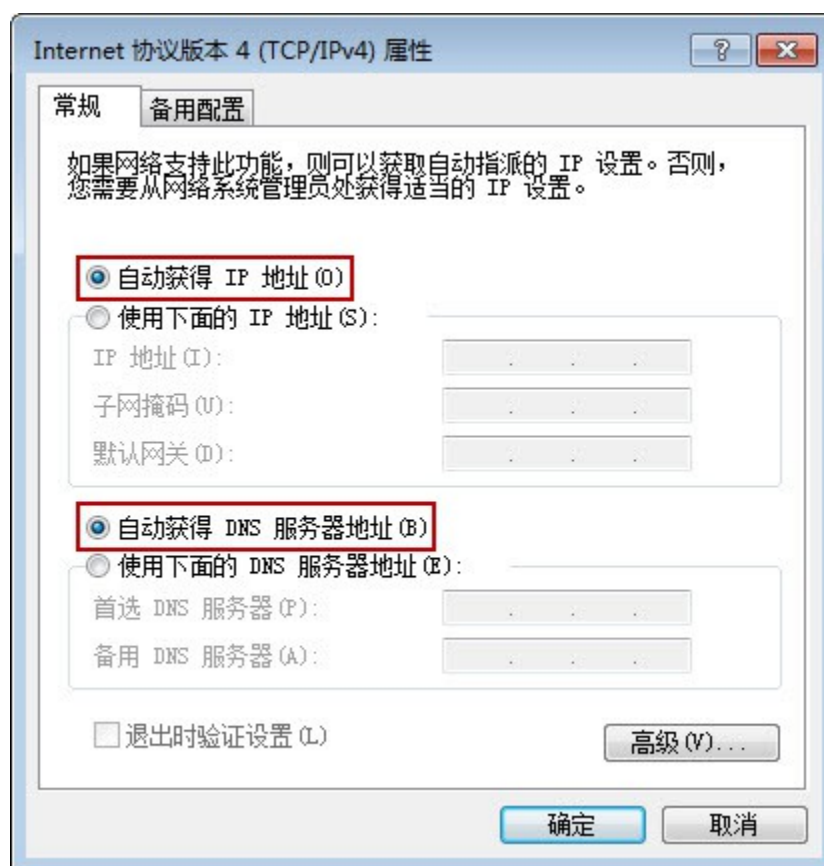 Internet 协议版本 4 (TCP/IPv4) 属性
常规 备用配置
如果网络支持此功能，则可以获取自动指派的 IP 设置。否则，
您需要从网络系统管理员处获得适当的 IP 设置。
自动获得 IP 地址(O)
使用下面的 IP 地址(S):
IP 地址(I):
子网掩码(U):
默认网关(D):
自动获得 DNS 服务器地址(B)
使用下面的 DNS 服务器地址(E):
首选 DNS 服务器(P):
备用 DNS 服务器(A):
退出时验证设置(L)
高级(V)...
确定 取消